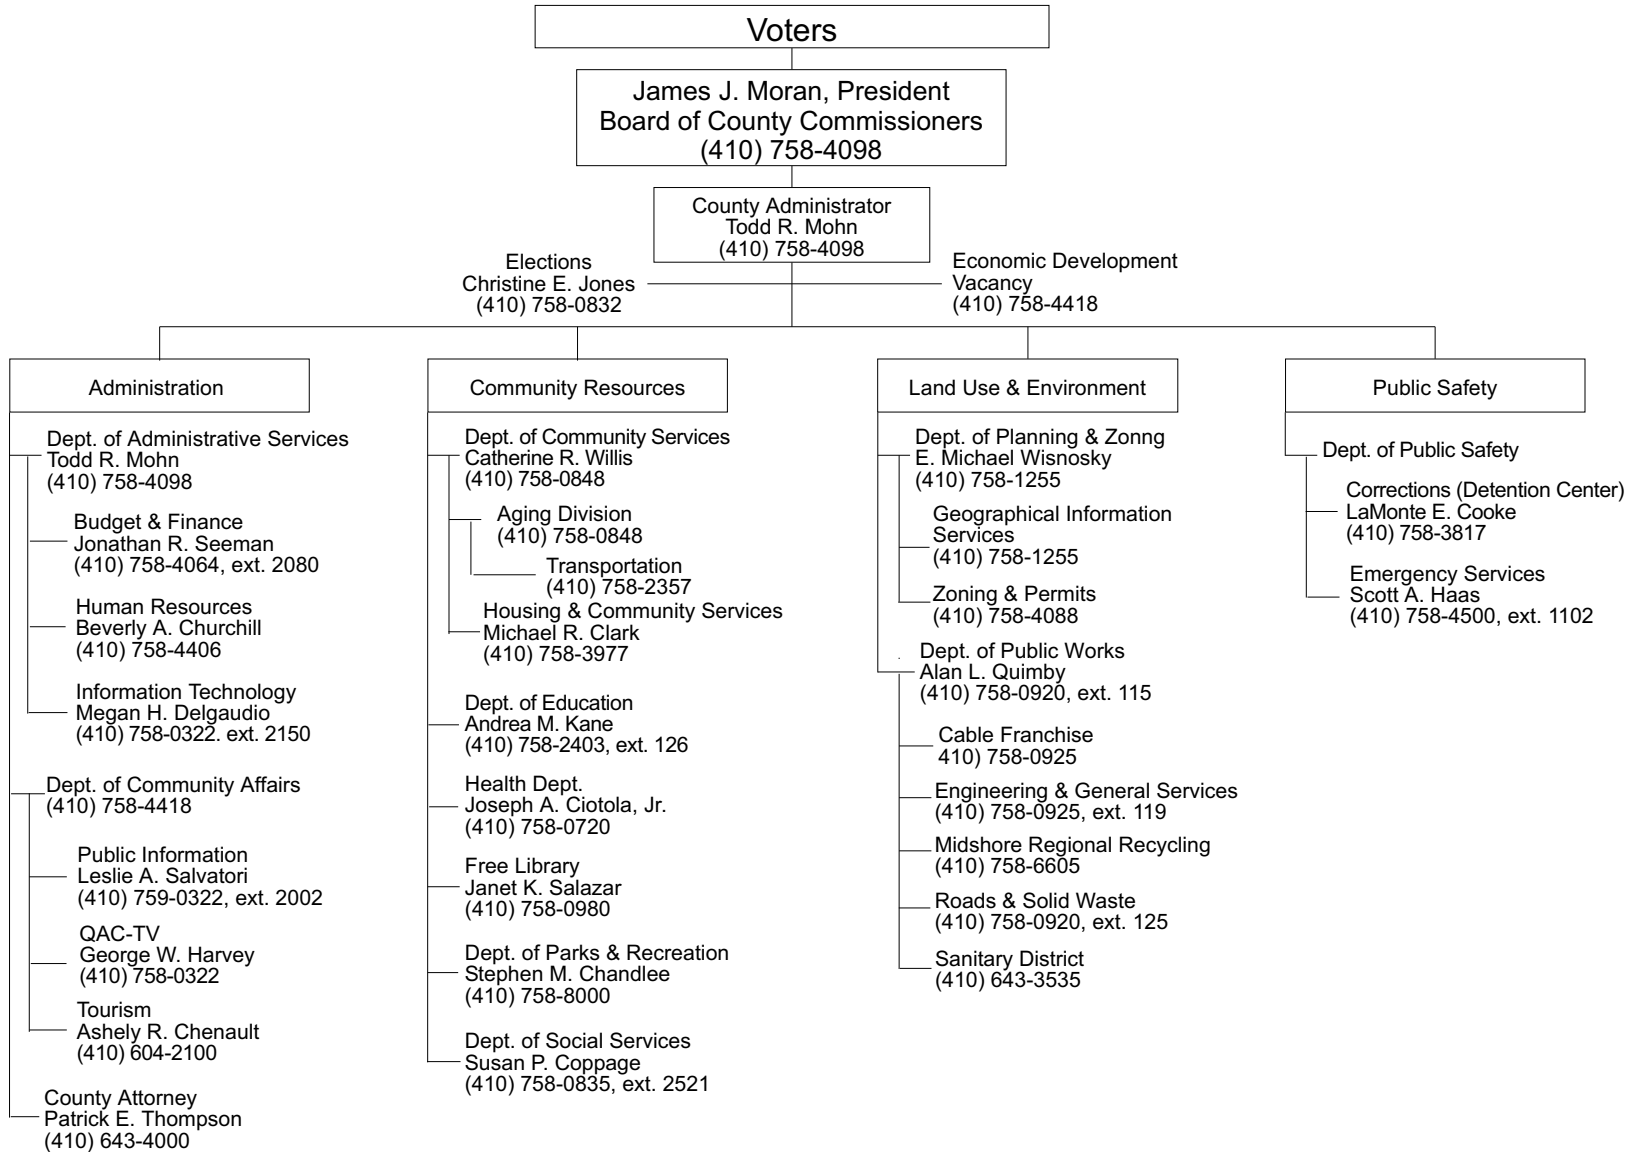 Voters
James J. Moran, President
Board of County Commissioners
(410) 758-4098
County Administrator
Todd R. Mohn
(410) 758-4098
Elections
Christine E. Jones
(410) 758-0832
Economic Development
Vacancy
(410) 758-4418
Administration
Dept. of Administrative Services
Todd R. Mohn
(410) 758-4098
Budget & Finance
Jonathan R. Seeman
(410) 758-4064, ext. 2080
Human Resources
Beverly A. Churchill
(410) 758-4406
Information Technology
Megan H. Delgaudio
(410) 758-0322. ext. 2150
Dept. of Community Affairs
(410) 758-4418
Public Information
Leslie A. Salvatori
(410) 759-0322, ext. 2002
QAC-TV
George W. Harvey
(410) 758-0322
Tourism
Ashely R. Chenault
(410) 604-2100
County Attorney
Patrick E. Thompson
(410) 643-4000
Community Resources
Dept. of Community Services
Catherine R. Willis
(410) 758-0848
Aging Division
(410) 758-0848
Transportation
(410) 758-2357
Housing & Community Services
Michael R. Clark
(410) 758-3977
Dept. of Education
Andrea M. Kane
(410) 758-2403, ext. 126
Health Dept.
Joseph A. Ciotola, Jr.
(410) 758-0720
Free Library
Janet K. Salazar
(410) 758-0980
Dept. of Parks & Recreation
Stephen M. Chandlee
(410) 758-8000
Dept. of Social Services
Susan P. Coppage
(410) 758-0835, ext. 2521
Land Use & Environment
Dept. of Planning & Zonng
E. Michael Wisnosky
(410) 758-1255
Geographical Information
Services
(410) 758-1255
Zoning & Permits
(410) 758-4088
Dept. of Public Works
Alan L. Quimby
(410) 758-0920, ext. 115
Cable Franchise
410) 758-0925
Engineering & General Services
(410) 758-0925, ext. 119
Midshore Regional Recycling
(410) 758-6605
Roads & Solid Waste
(410) 758-0920, ext. 125
Sanitary District
(410) 643-3535
Public Safety
Dept. of Public Safety
Corrections (Detention Center)
LaMonte E. Cooke
(410) 758-3817
Emergency Services
Scott A. Haas
(410) 758-4500, ext. 1102